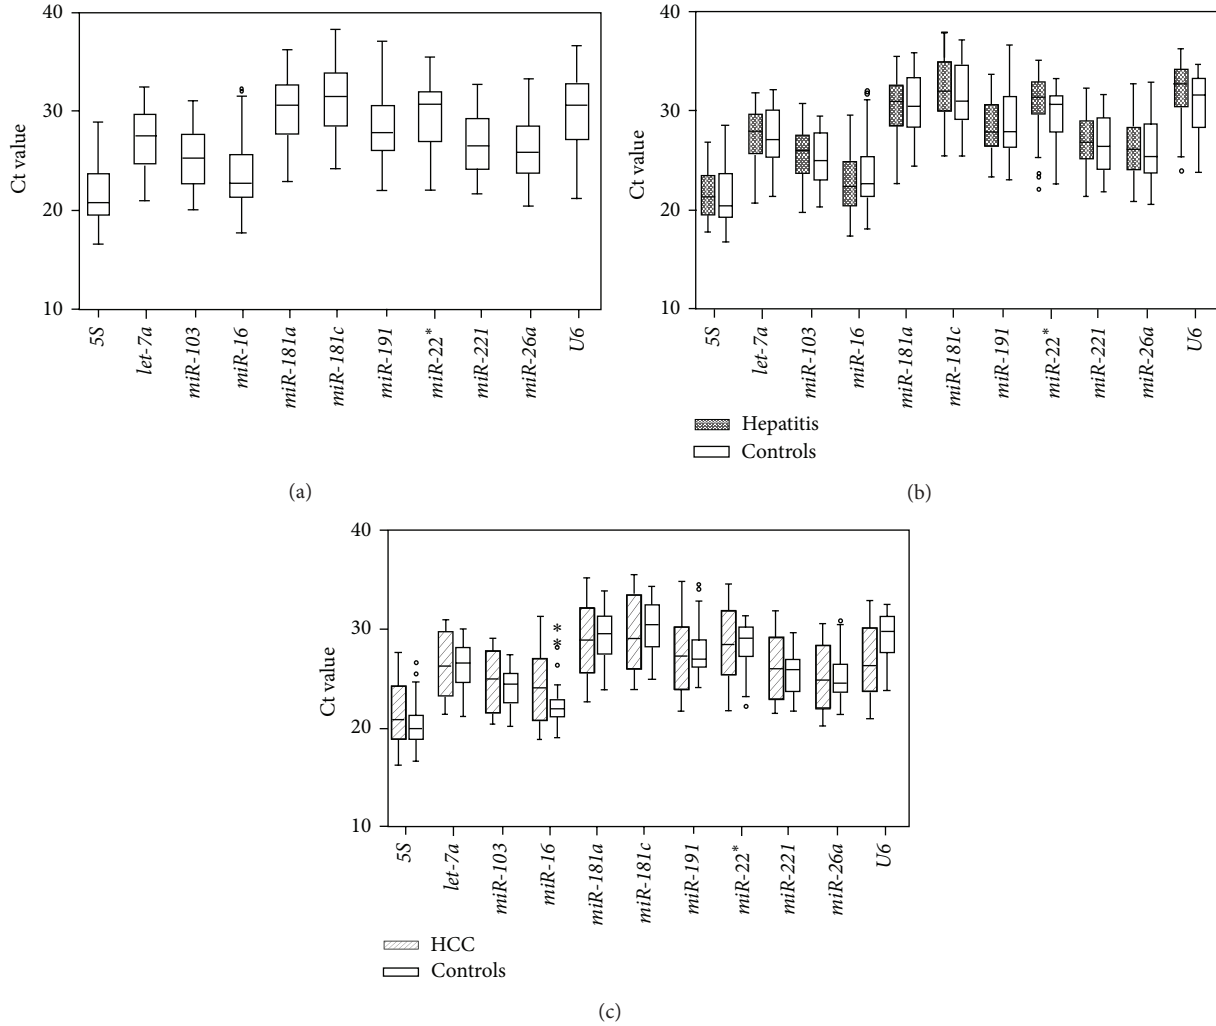 40
30
20
10
Ct value
5S
let-7a
miR-103
miR-16
miR-181a
miR-181c
miR-191
miR-22*
miR-221
miR-26a
U6
(a)
40
30
20
10
Ct value
5S
let-7a
miR-103
miR-16
miR-181a
miR-181c
miR-191
miR-22*
miR-221
miR-26a
U6
Hepatitis
Controls
(b)
40
30
20
10
Ct value
5S
let-7a
miR-103
miR-16
miR-181a
miR-181c
miR-191
miR-22*
miR-221
miR-26a
U6
HCC
Controls
(c)